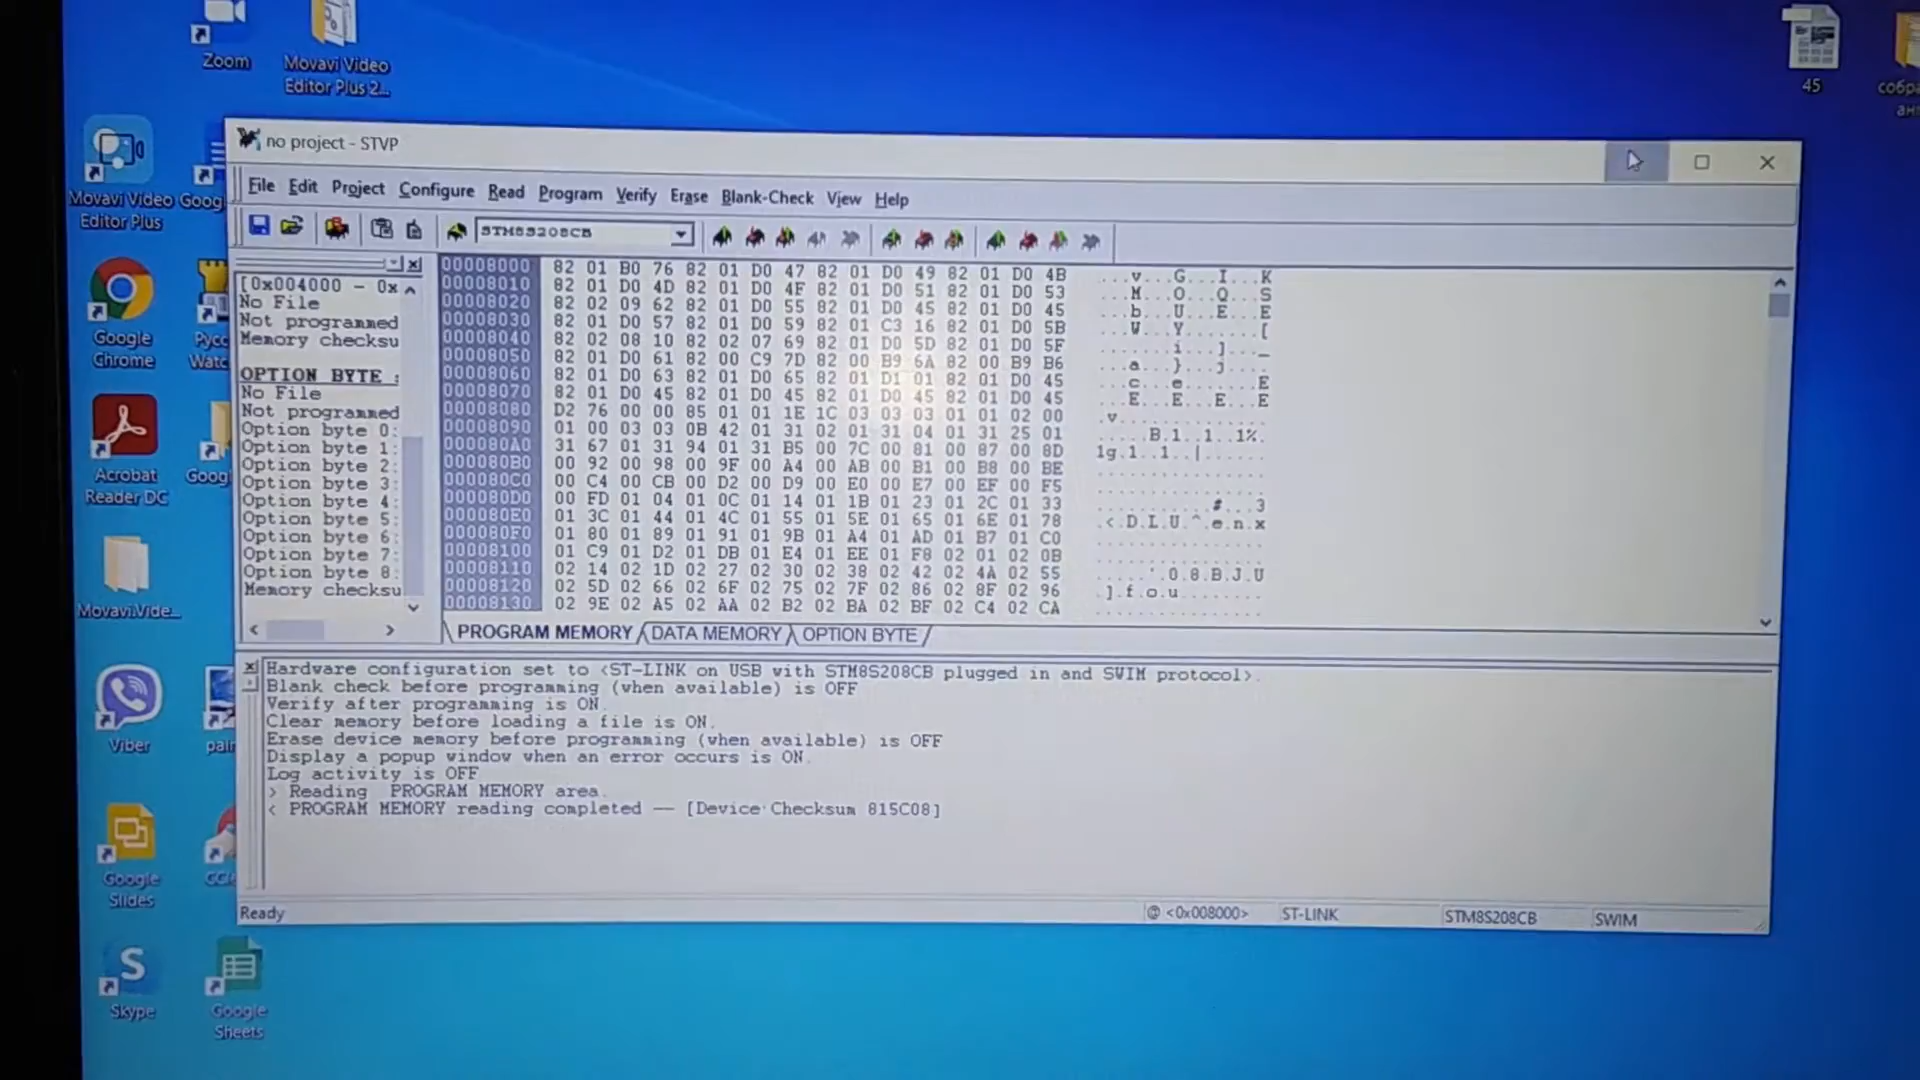 Zoom
Movavi Video
Editor Plus 2...
45
собра
Movavi Video
Editor Plus
Goog
Google
Chrome
Русс
Watc
Acrobat
Reader DC
Goog
Movavi.Vide...
Viber
pair
Google
Slides
Skype
Google
Sheets
no project - STVP
File Edit Project Configure Read Program Verify Erase Blank-Check View Help
STM8S208CB
[0x004000 - 0x
No File
Not programmed
Memory checksu
OPTION BYTE :
No File
Not programmed
Option byte 0:
Option byte 1:
Option byte 2:
Option byte 3:
Option byte 4:
Option byte 5:
Option byte 6:
Option byte 7:
Option byte 8:
Memory checksu
00008000 82 01 B0 76 82 01 D0 47 82 01 D0 49 82 01 D0 4B ...v...G...I...K
00008010 82 01 D0 4D 82 01 D0 4F 82 01 D0 51 82 01 D0 53 ...M...O...Q...S
00008020 82 02 09 62 82 01 D0 55 82 01 D0 45 82 01 D0 45 ...b...U...E...E
00008030 82 01 D0 57 82 01 D0 59 82 01 C3 16 82 01 D0 5B ...W...Y.......[
00008040 82 02 08 10 82 02 07 69 82 01 D0 5D 82 01 D0 5F .......i...]..._
00008050 82 01 D0 61 82 00 C9 7D 82 00 B9 6A 82 00 B9 B6 ...a...}...j....
00008060 82 01 D0 63 82 01 D0 65 82 01 D1 01 82 01 D0 45 ...c...e.......E
00008070 82 01 D0 45 82 01 D0 45 82 01 D0 45 82 01 D0 45 ...E...E...E...E
00008080 D2 76 00 00 85 01 01 1E 1C 03 03 03 01 01 02 00 .v..............
00008090 01 00 03 03 0B 42 01 31 02 01 31 04 01 31 25 01 .....B.1..1..1%.
000080A0 31 67 01 31 94 01 31 B5 00 7C 00 81 00 87 00 8D 1g.1..1..|......
000080B0 00 92 00 98 00 9F 00 A4 00 AB 00 B1 00 B8 00 BE ................
000080C0 00 C4 00 CB 00 D2 00 D9 00 E0 00 E7 00 EF 00 F5 ................
000080D0 00 FD 01 04 01 0C 01 14 01 1B 01 23 01 2C 01 33 ...........#.,.3
000080E0 01 3C 01 44 01 4C 01 55 01 5E 01 65 01 6E 01 78 .<.D.L.U.^.e.n.x
000080F0 01 80 01 89 01 91 01 9B 01 A4 01 AD 01 B7 01 C0 ................
00008100 01 C9 01 D2 01 DB 01 E4 01 EE 01 F8 02 01 02 0B ................
00008110 02 14 02 1D 02 27 02 30 02 38 02 42 02 4A 02 55 .....'.0.8.B.J.U
00008120 02 5D 02 66 02 6F 02 75 02 7F 02 86 02 8F 02 96 .].f.o.u........
00008130 02 9E 02 A5 02 AA 02 B2 02 BA 02 BF 02 C4 02 CA ................
PROGRAM MEMORY DATA MEMORY OPTION BYTE
Hardware configuration set to <ST-LINK on USB with STM8S208CB plugged in and SWIM protocol>.
Blank check before programming (when available) is OFF
Verify after programming is ON.
Clear memory before loading a file is ON.
Erase device memory before programming (when available) is OFF
Display a popup window when an error occurs is ON.
Log activity is OFF
> Reading PROGRAM MEMORY area.
< PROGRAM MEMORY reading completed -- [Device Checksum 815C08]
Ready @ <0x008000> ST-LINK STM8S208CB SWIM